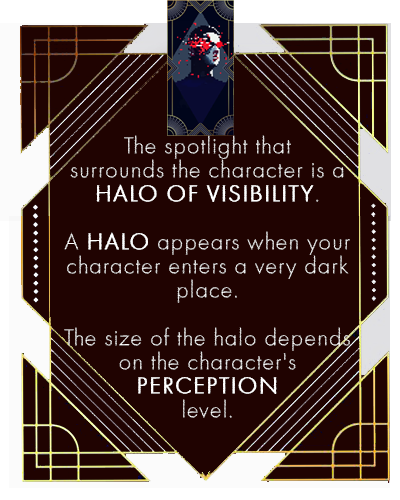 The spotlight that
surrounds the character is a
HALO OF VISIBILITY.
A HALO appears when your
character enters a very dark
place.
The size of the halo depends
on the character's
PERCEPTION
level.